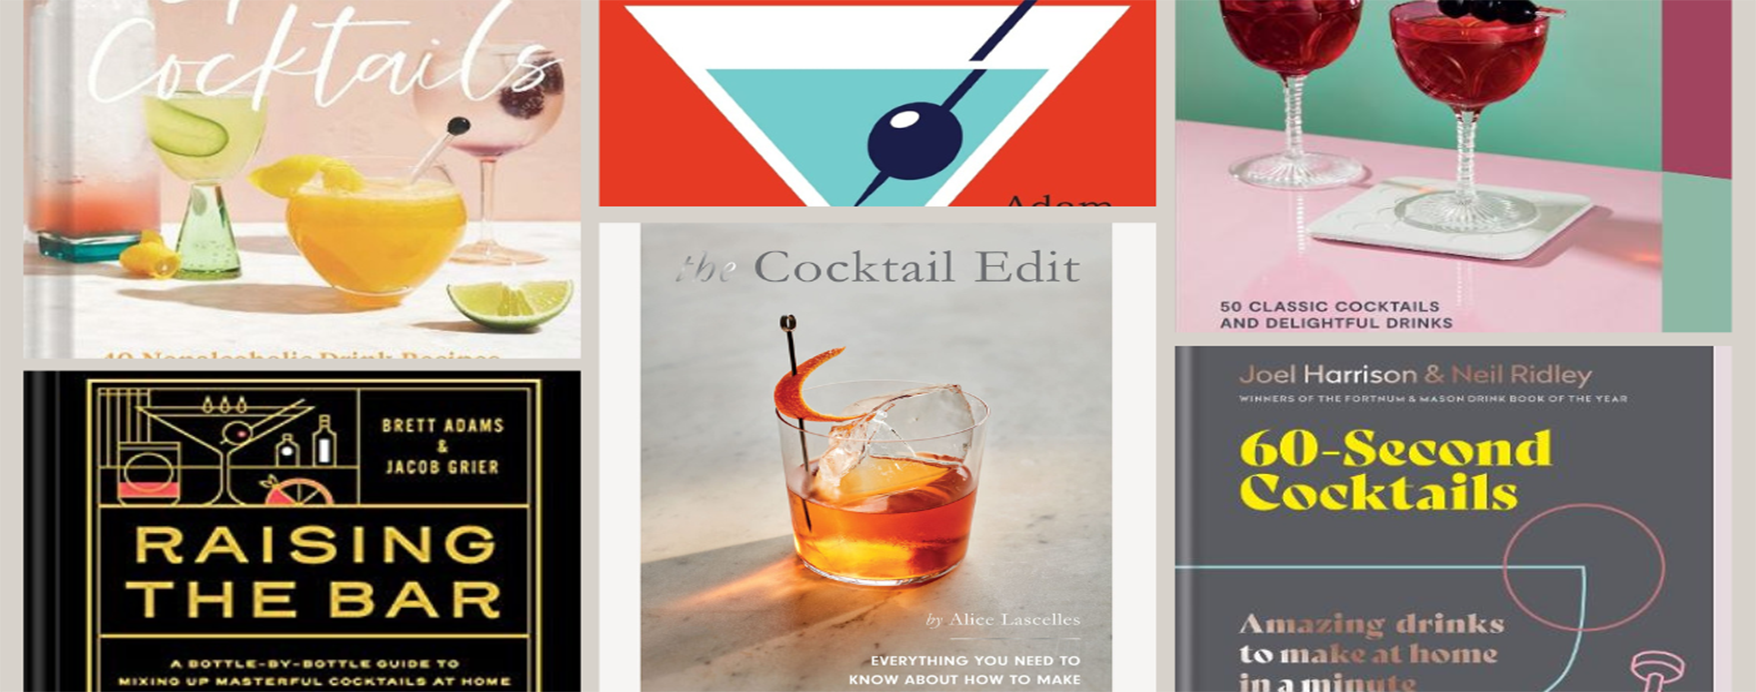 Cocktails
40 Nonalcoholic Drink Recipes
BRETT ADAMS
&
JACOB GRIER
RAISING
THE BAR
A BOTTLE-BY-BOTTLE GUIDE TO
MIXING UP MASTERFUL COCKTAILS AT HOME
Adam
the Cocktail Edit
by Alice Lascelles
EVERYTHING YOU NEED TO
KNOW ABOUT HOW TO MAKE
50 CLASSIC COCKTAILS
AND DELIGHTFUL DRINKS
Joel Harrison & Neil Ridley
WINNERS OF THE FORTNUM & MASON DRINK BOOK OF THE YEAR
60-Second
Cocktails
Amazing drinks
to make at home
in a minute